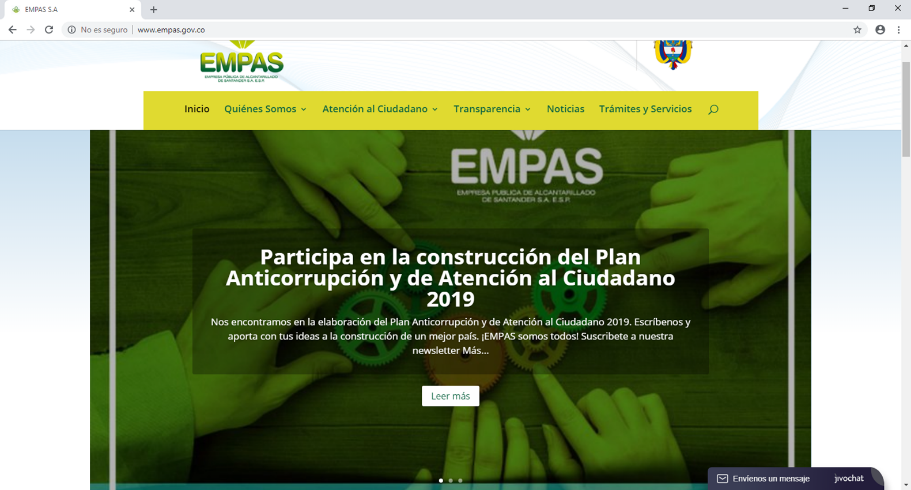 EMPAS S.A.
No es seguro | www.empas.gov.co
EMPAS
EMPRESA PÚBLICA DE ALCANTARILLADO
DE SANTANDER S.A. E.S.P.
Inicio
Quiénes Somos
Atención al Ciudadano
Transparencia
Noticias
Trámites y Servicios
EMPAS
EMPRESA PUBLICA DE ALCANTARILLADO
DE SANTANDER S.A. E.S.P.
Participa en la construcción del Plan
Anticorrupción y de Atención al Ciudadano
2019
Nos encontramos en la elaboración del Plan Anticorrupción y de Atención al Ciudadano 2019. Escríbenos y
aporta con tus ideas a la construcción de un mejor país. ¡EMPAS somos todos! Suscribete a nuestra
newsletter Más...
Leer más
Envíenos un mensaje
jivochat